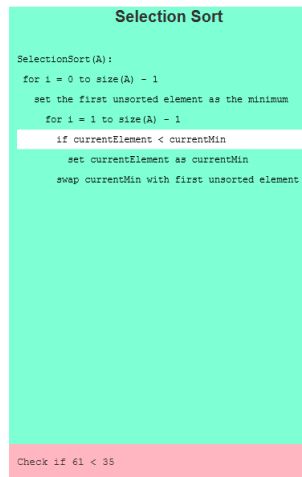 Selection Sort
SelectionSort(A):
for i = 0 to size(A) - 1
set the first unsorted element as the minimum
for i = 1 to size(A) - 1
if currentElement < currentMin
set currentElement as currentMin
swap currentMin with first unsorted element
Check if 61 < 35